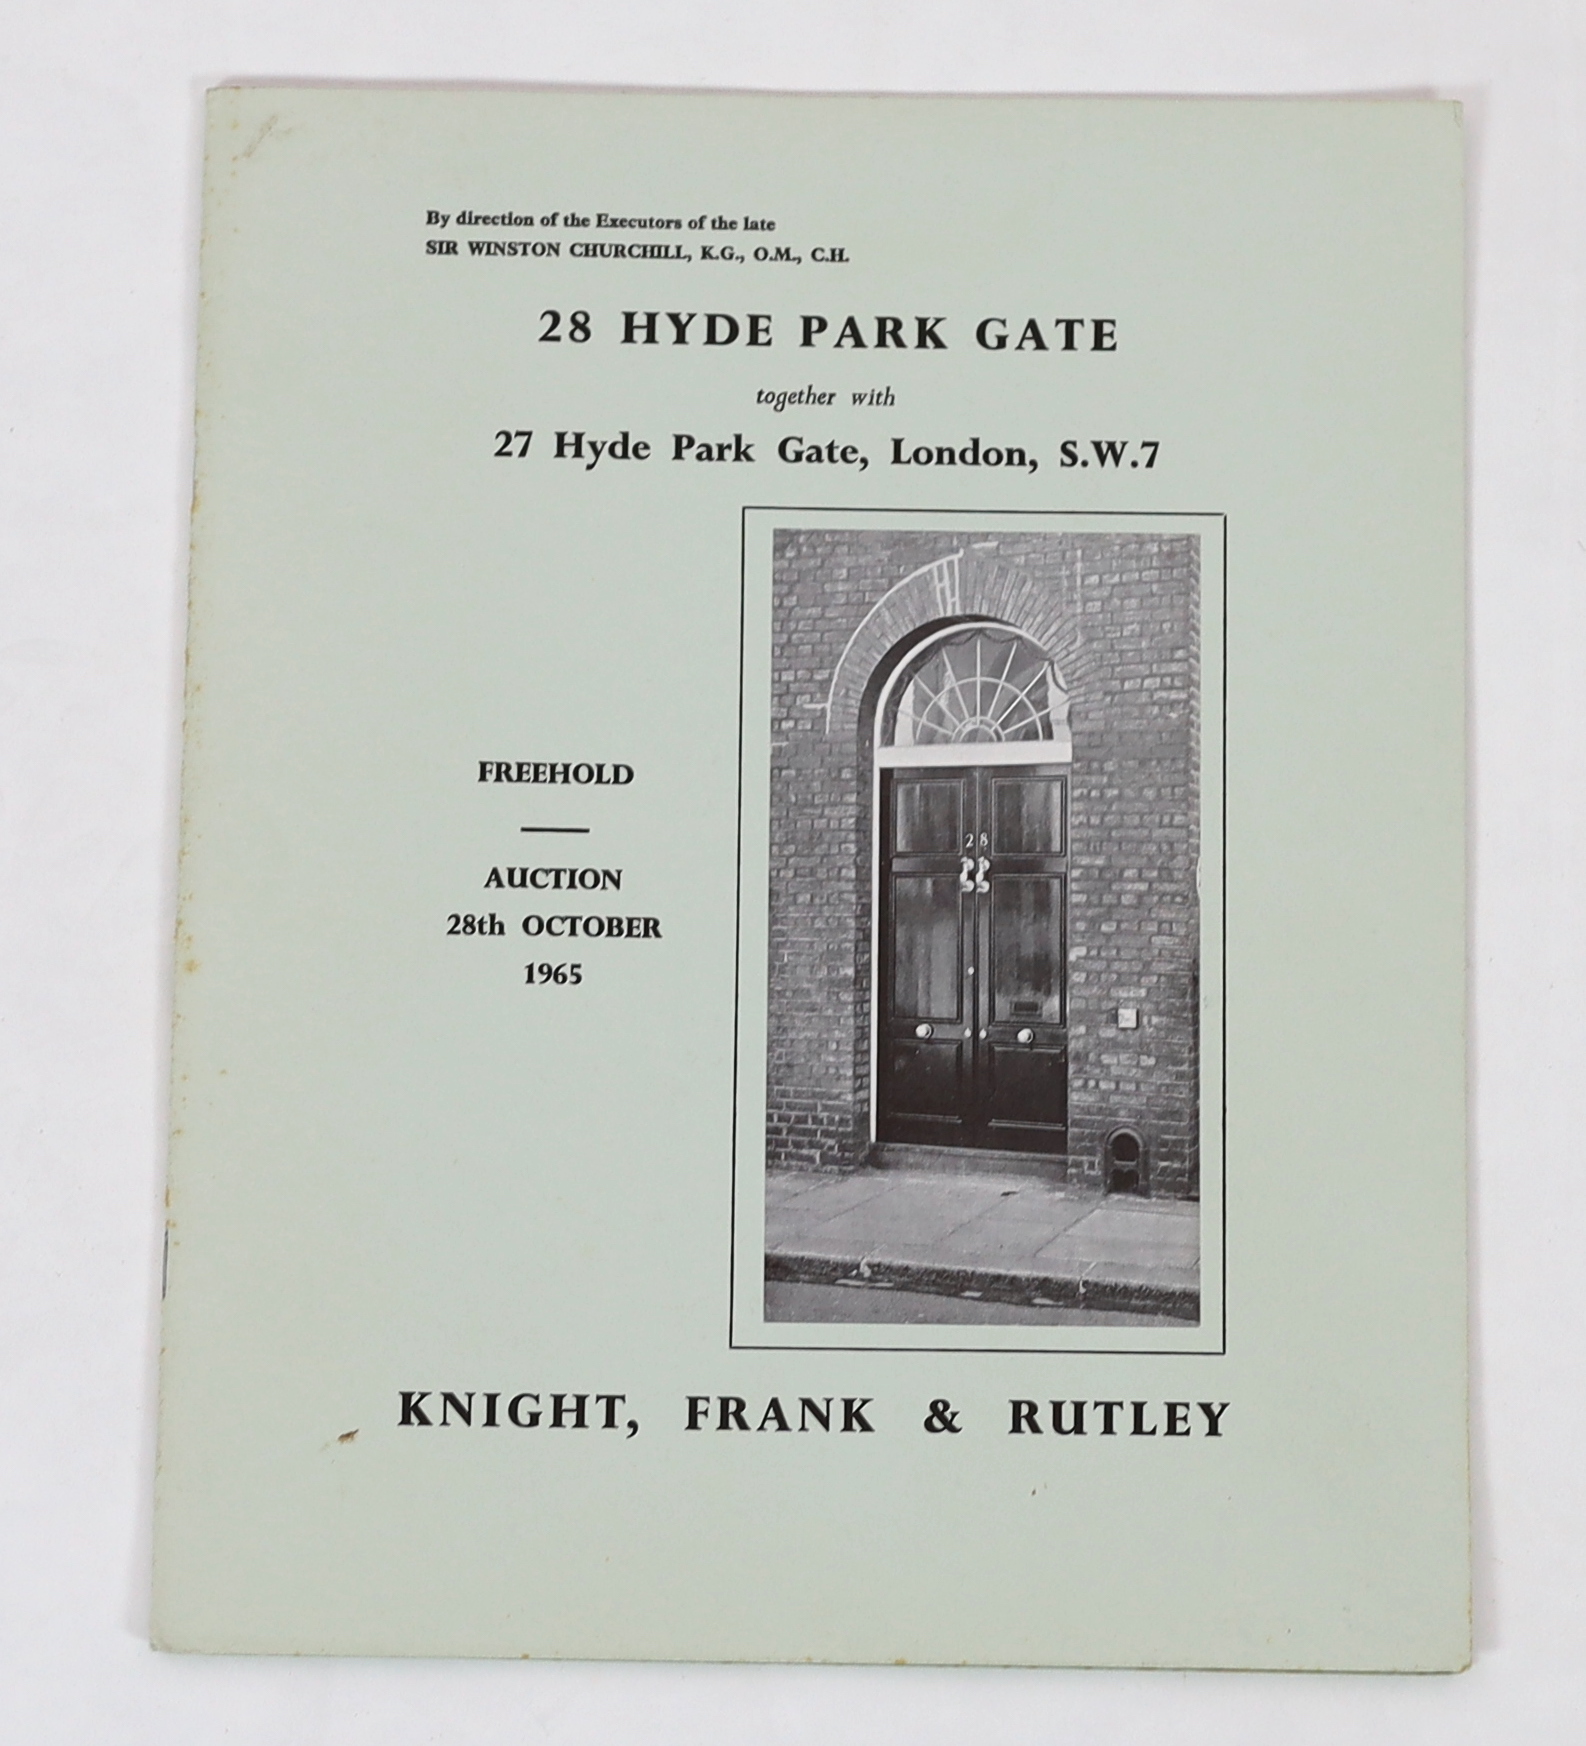 By direction of the Executors of the late
SIR WINSTON CHURCHILL, K.G., O.M., C.H.
28 HYDE PARK GATE
together with
27 Hyde Park Gate, London, S.W.7
FREEHOLD
AUCTION
28th OCTOBER
1965
28
KNIGHT, FRANK & RUTLEY